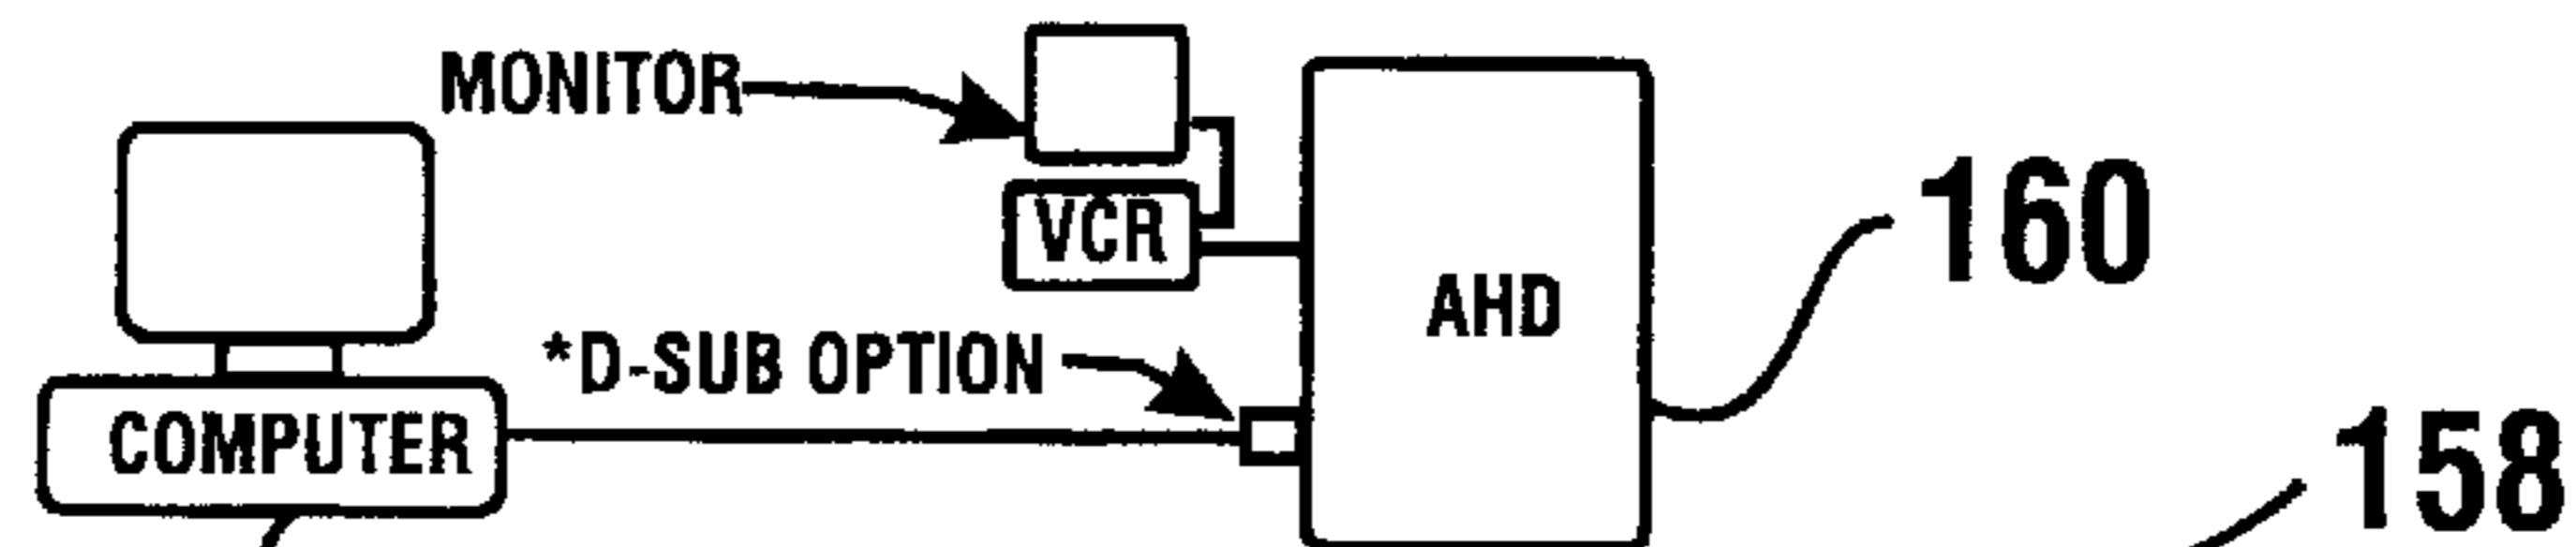 MONITOR
VCR
160
AHD
*D-SUB OPTION
COMPUTER
158